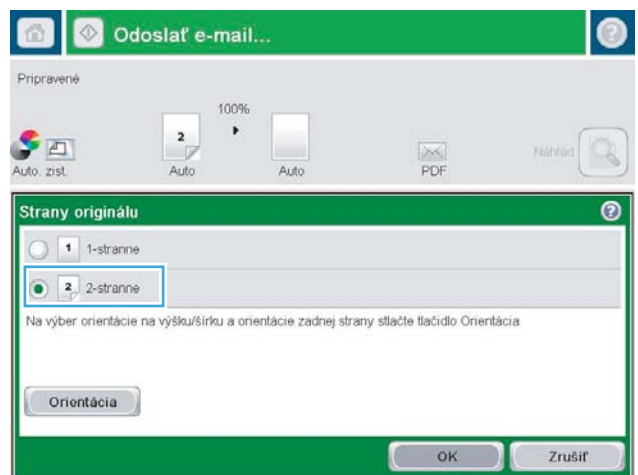 Odoslať e-mail...
Pripravené
100%
2
Auto. zist.
Auto
Auto
PDF
Náhľad
Strany originálu
1 1-stranne
2 2-stranne
Na výber orientácie na výšku/šírku a orientácie zadnej strany stlačte tlačidlo Orientácia
Orientácia
OK
Zrušiť